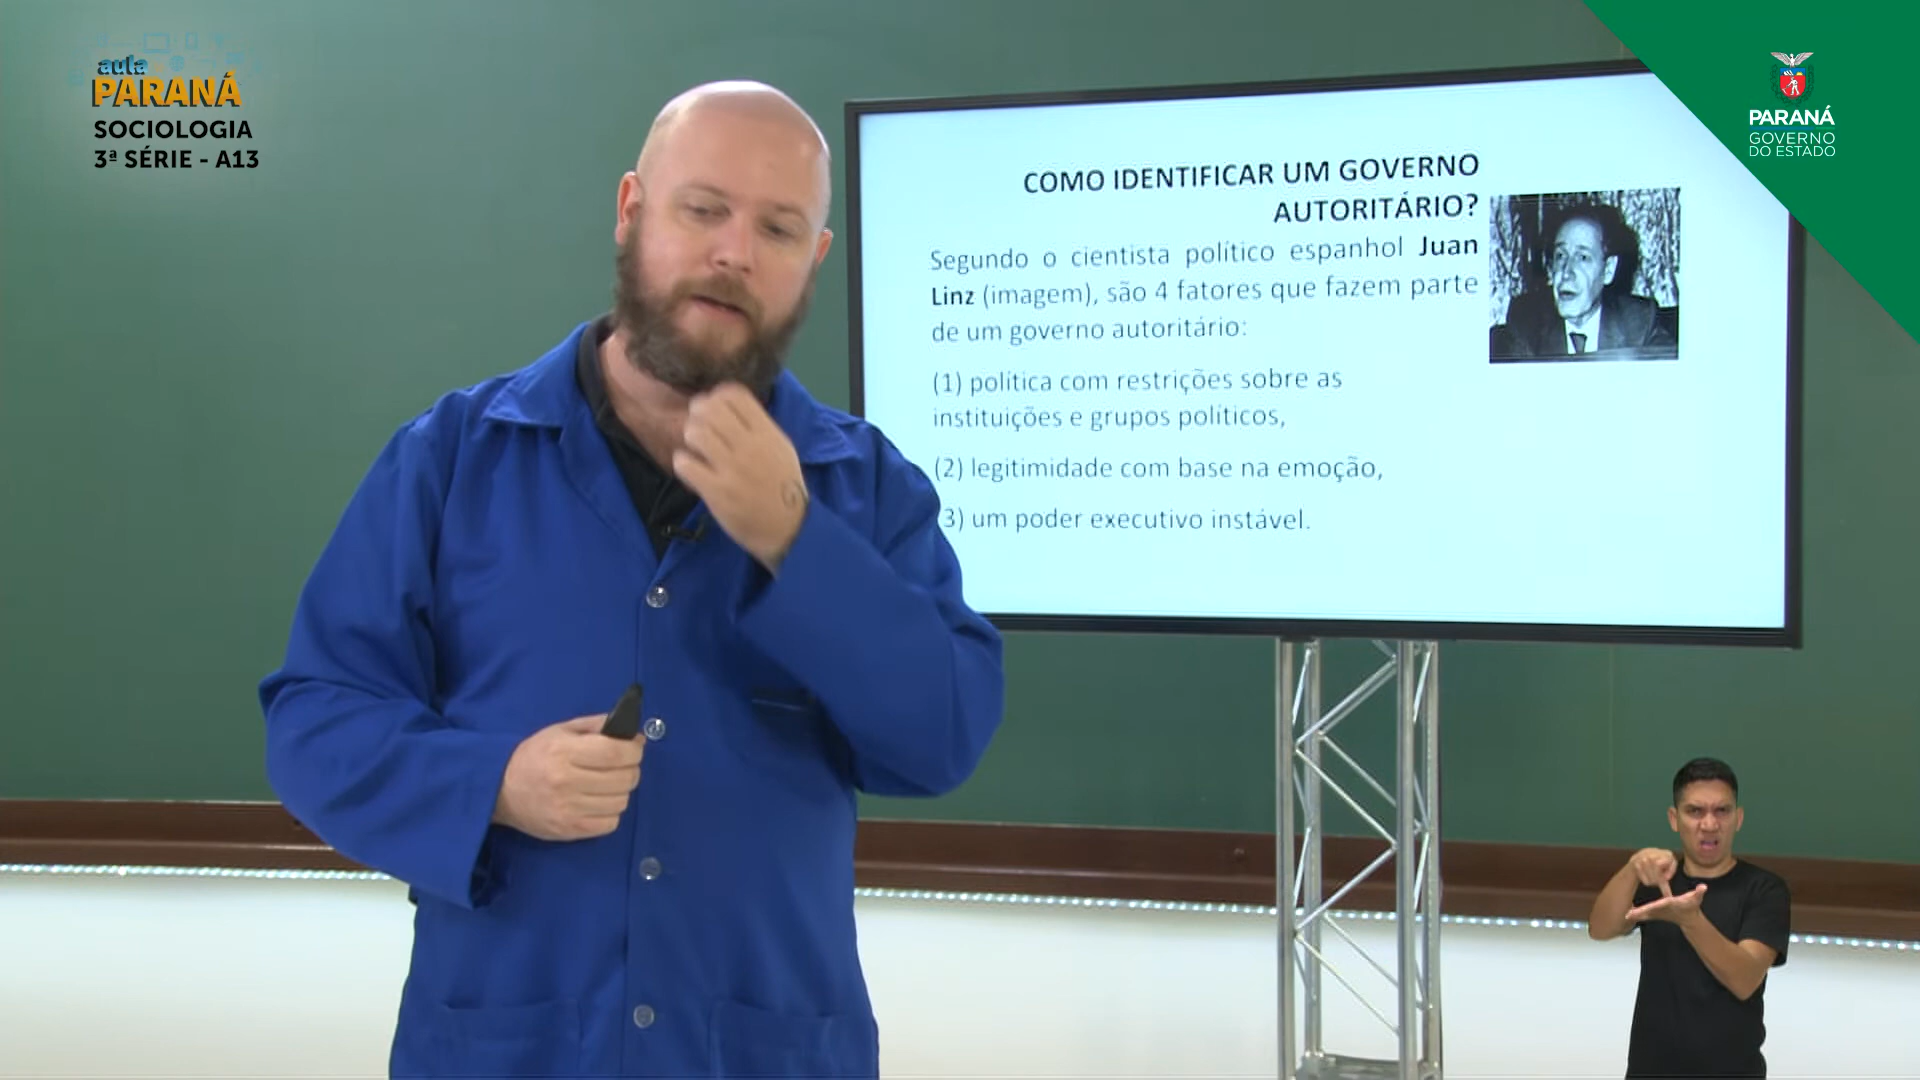 aula
PARANÁ
SOCIOLOGIA
3ª SÉRIE - A13
COMO IDENTIFICAR UM GOVERNO
AUTORITÁRIO?
Segundo o cientista político espanhol Juan
Linz (imagem), são 4 fatores que fazem parte
de um governo autoritário:
(1) política com restrições sobre as
instituições e grupos políticos,
(2) legitimidade com base na emoção,
3) um poder executivo instável.
PARANÁ
GOVERNO
DO ESTADO